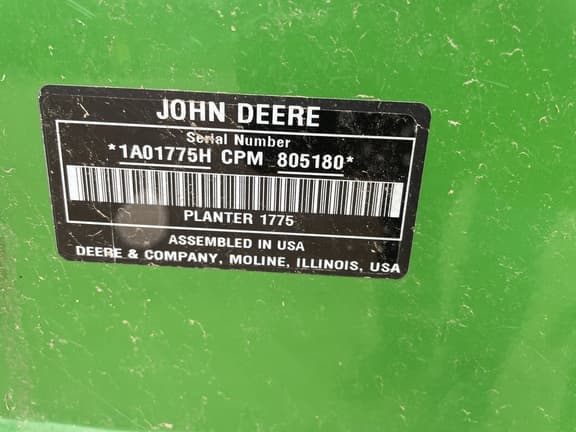 JOHN DEERE
Serial Number
*1A01775H CPM 805180*
PLANTER 1775
ASSEMBLED IN USA
DEERE & COMPANY, MOLINE, ILLINOIS, USA